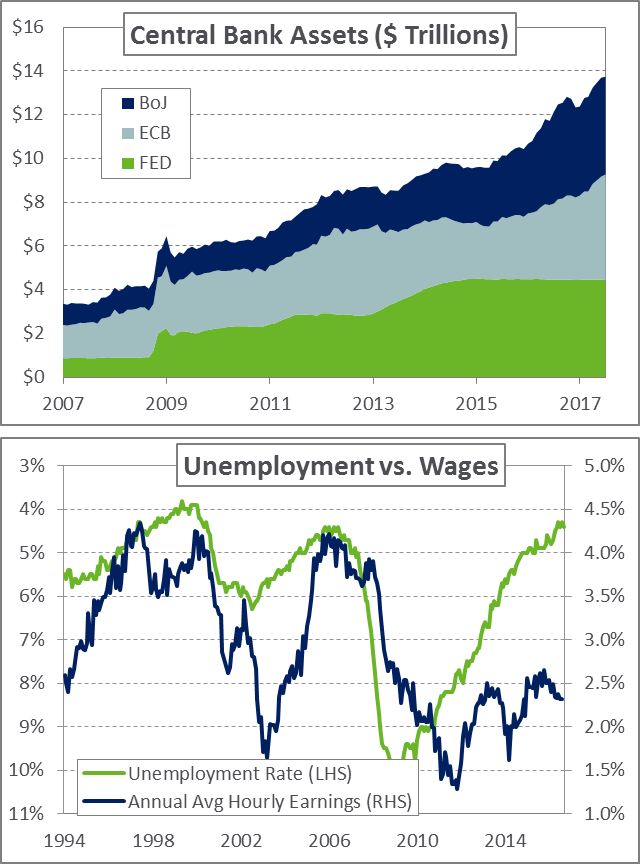 Central Bank Assets ($ Trillions)
$16
$14
$12
$10
$8
$6
$4
$2
$0
BoJ
ECB
FED
2007 2009 2011 2013 2015 2017
Unemployment vs. Wages
3% 5.0%
4% 4.5%
5% 4.0%
6% 3.5%
7% 3.0%
8% 2.5%
9% 2.0%
10% 1.5%
11% 1.0%
Unemployment Rate (LHS)
Annual Avg Hourly Earnings (RHS)
1994 1998 2002 2006 2010 2014